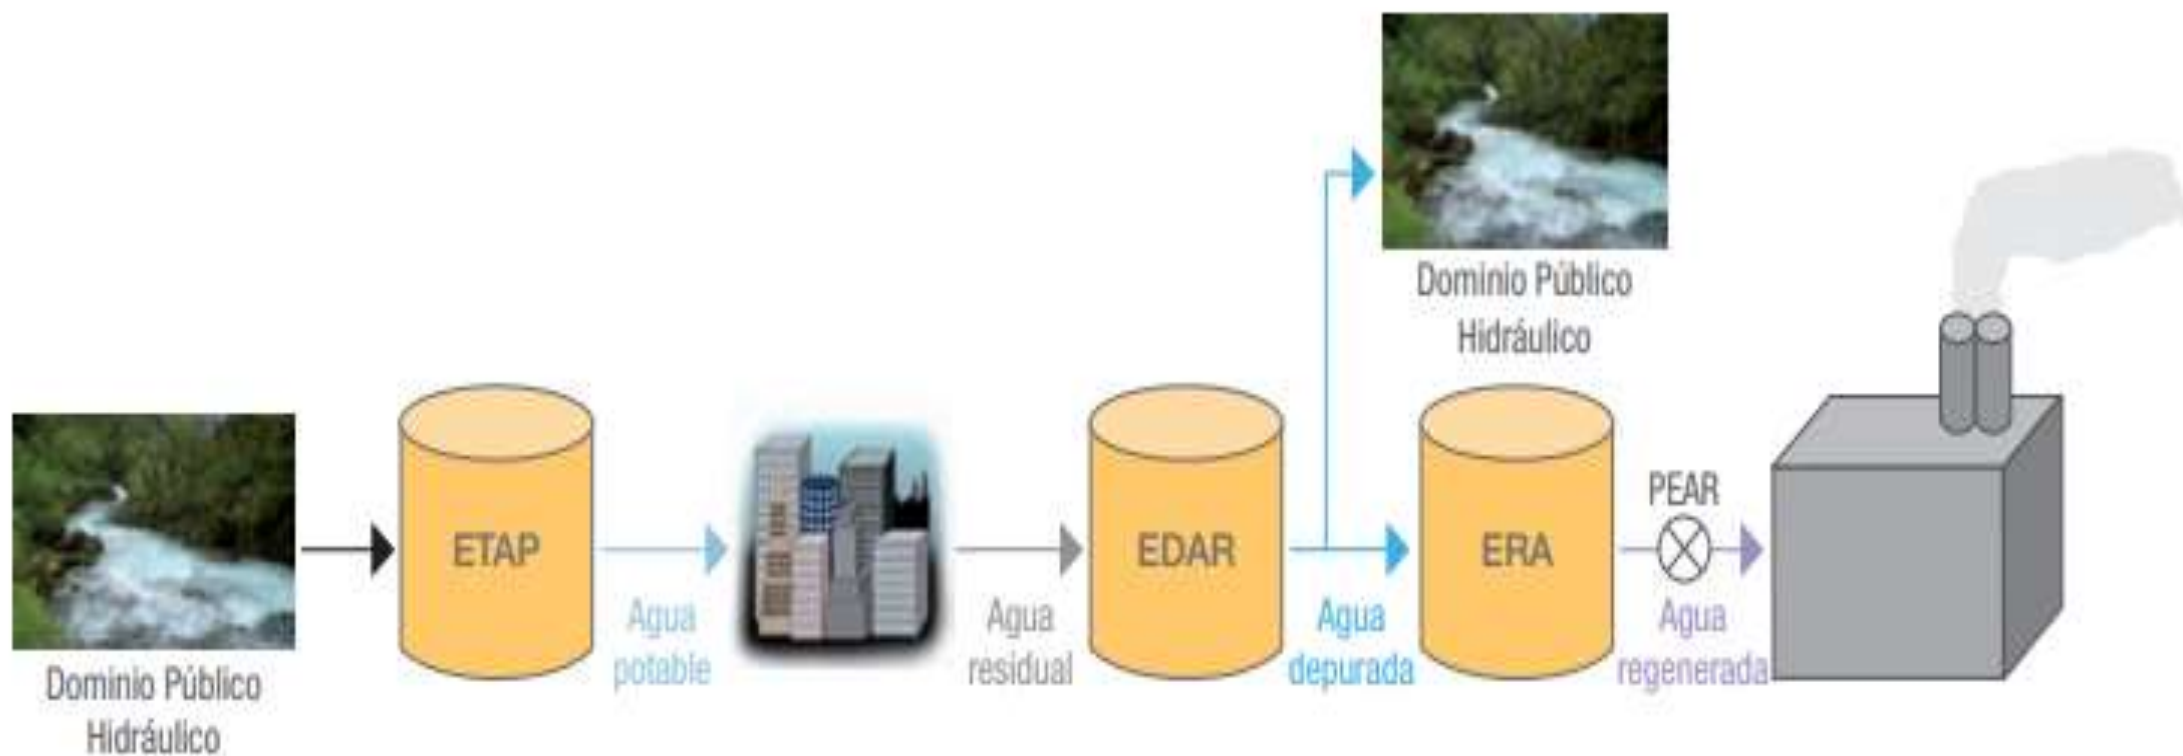 Dominio Público
Hidráulico
ETAP
Agua
potable
Agua
residual
EDAR
Agua
depurada
Dominio Público
Hidráulico
ERA
PEAR
Agua
regenerada